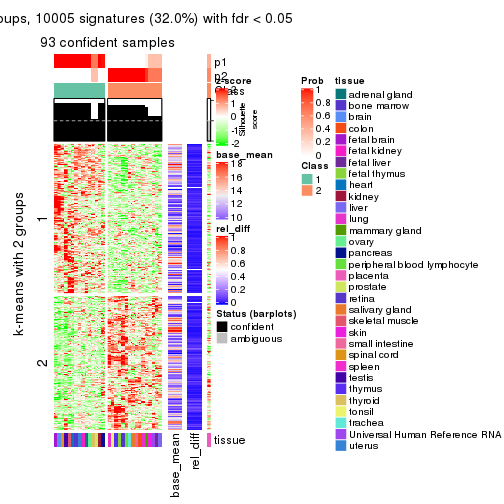 oups, 10005 signatures (32.0%) with fdr < 0.05
93 confident samples
p1
p2
Class
z-score
2
1
0
-1
-2
Silhouette
score
base_mean
18
16
14
12
10
rel_diff
1
0.8
0.6
0.4
0.2
0
Status (barplots)
confident
ambiguous
Prob
1
0.8
0.6
0.4
0.2
0
Class
1
2
tissue
adrenal gland
bone marrow
brain
colon
fetal brain
fetal kidney
fetal liver
fetal thymus
heart
kidney
liver
lung
mammary gland
ovary
pancreas
peripheral blood lymphocyte
placenta
prostate
retina
salivary gland
skeletal muscle
skin
small intestine
spinal cord
spleen
testis
thymus
thyroid
tonsil
trachea
Universal Human Reference RNA
uterus
k-means with 2 groups
1
2
tissue
base_mean
rel_diff